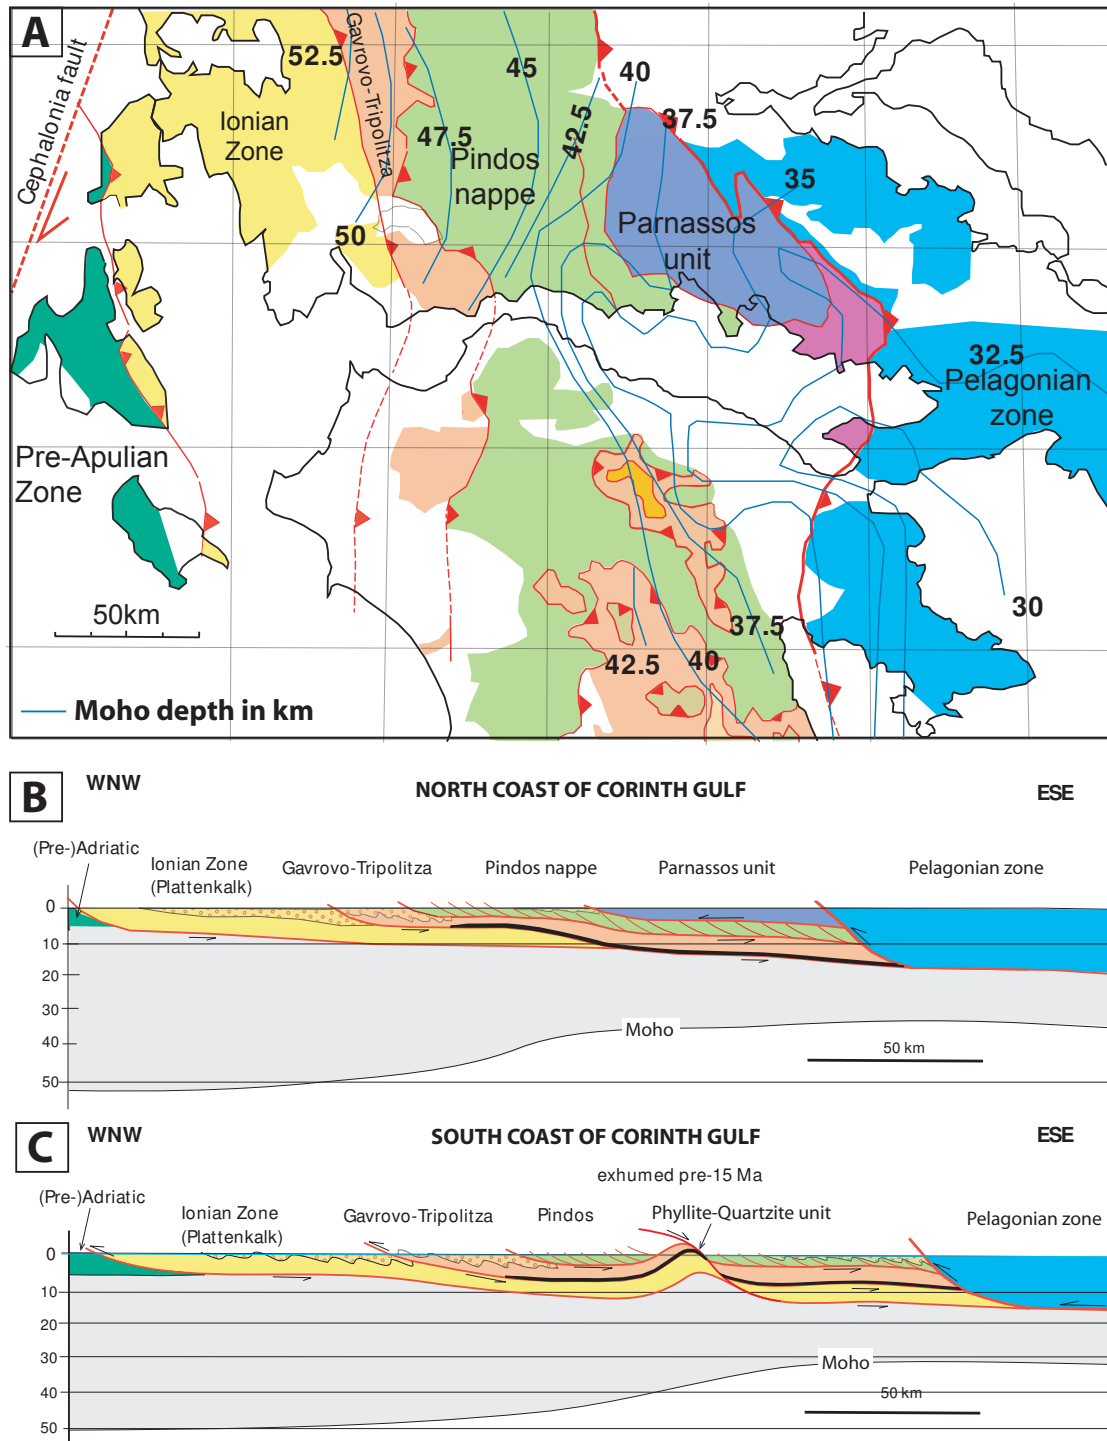 A
Cephalonia fault
52.5
Gavrovo-Tripolitza
45
40
42.5
37.5
Ionian
Zone
47.5
Pindos
nappe
35
Parnassos
unit
50
32.5
Pelagonian
zone
Pre-Apulian
Zone
50km
30
37.5
42.5
40
Moho depth in km
B
WNW
NORTH COAST OF CORINTH GULF
ESE
(Pre-)Adriatic
Ionian Zone
(Plattenkalk)
Gavrovo-Tripolitza
Pindos nappe
Parnassos unit
Pelagonian zone
0
10
20
30
40
50
Moho
50 km
C
WNW
SOUTH COAST OF CORINTH GULF
ESE
exhumed pre-15 Ma
(Pre-)Adriatic
Ionian Zone
(Plattenkalk)
Gavrovo-Tripolitza
Pindos
Phyllite-Quartzite unit
Pelagonian zone
0
10
20
30
40
50
Moho
50 km